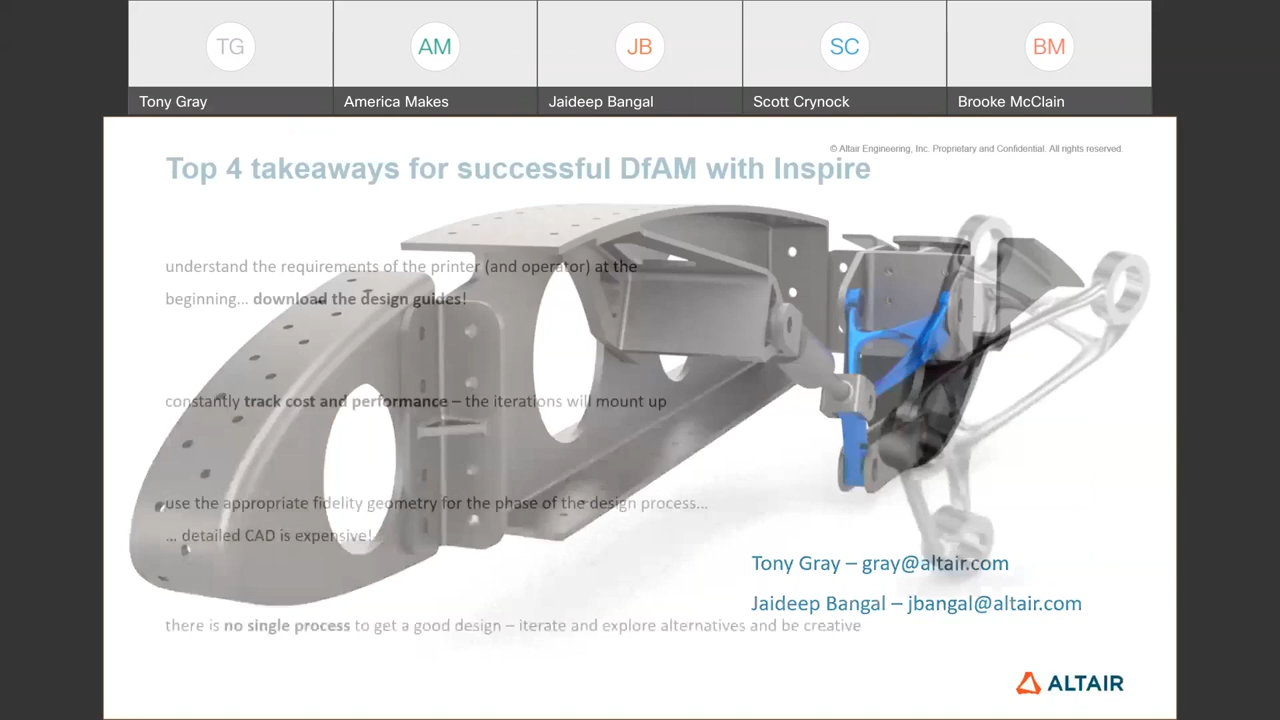 TG
AM
JB
SC
BM
Tony Gray
America Makes
Jaideep Bangal
Scott Crynock
Brooke McClain
© Altair Engineering, Inc. Proprietary and Confidential. All rights reserved.
Top 4 takeaways for successful DfAM with Inspire
understand the requirements of the printer (and operator) at the
beginning... download the design guides!
constantly track cost and performance – the iterations will mount up
use the appropriate fidelity geometry for the phase of the design process...
... detailed CAD is expensive!
Tony Gray – gray@altair.com
Jaideep Bangal – jbangal@altair.com
there is no single process to get a good design – iterate and explore alternatives and be creative
ALTAIR